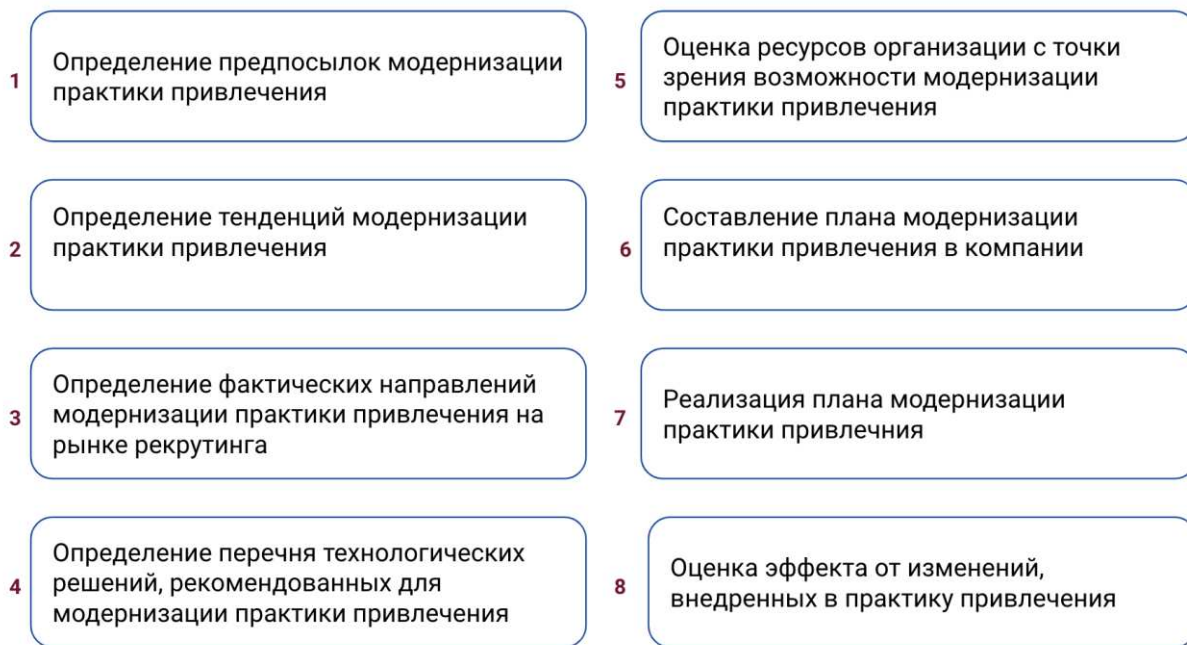 1
Определение предпосылок модернизации
практики привлечения
2
Определение тенденций модернизации
практики привлечения
3
Определение фактических направлений
модернизации практики привлечения на
рынке рекрутинга
4
Определение перечня технологических
решений, рекомендованных для
модернизации практики привлечения
5
Оценка ресурсов организации с точки
зрения возможности модернизации
практики привлечения
6
Составление плана модернизации
практики привлечения в компании
7
Реализация плана модернизации
практики привлечния
8
Оценка эффекта от изменений,
внедренных в практику привлечения